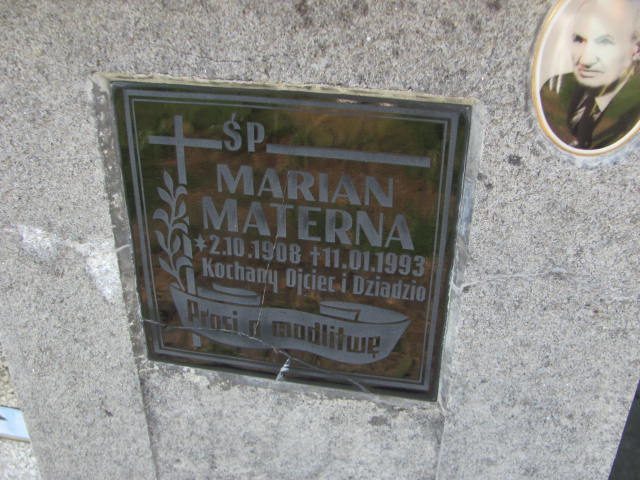 ŚP
MARIAN
MATERNA
*2.10.1908 †11.01.1993
Kochany Ojciec i Dziadzio
Prosi o modlitwę